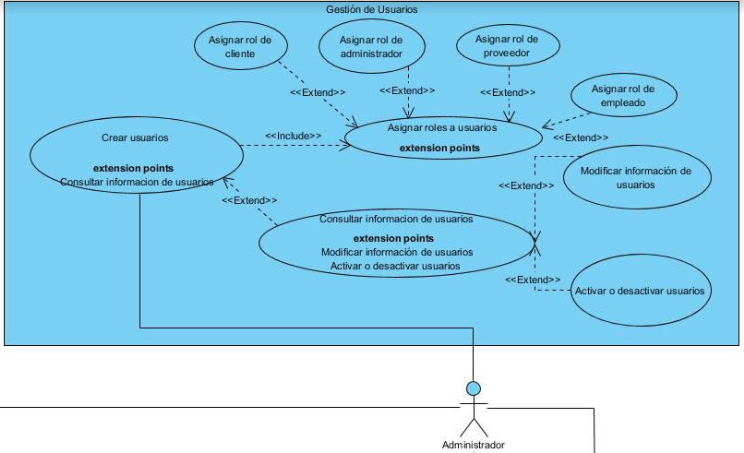 Gestión de Usuarios
Asignar rol de
cliente
Asignar rol de
administrador
Asignar rol de
proveedor
Asignar rol de
empleado
<<Extend>>
<<Extend>>
<<Extend>>
<<Extend>>
Crear usuarios
extension points
Consultar informacion de usuarios
<<Include>>
Asignar roles a usuarios
extension points
Modificar información de
usuarios
<<Extend>>
<<Extend>>
Consultar informacion de usuarios
extension points
Modificar información de usuarios
Activar o desactivar usuarios
<<Extend>>
Activar o desactivar usuarios
Administrador